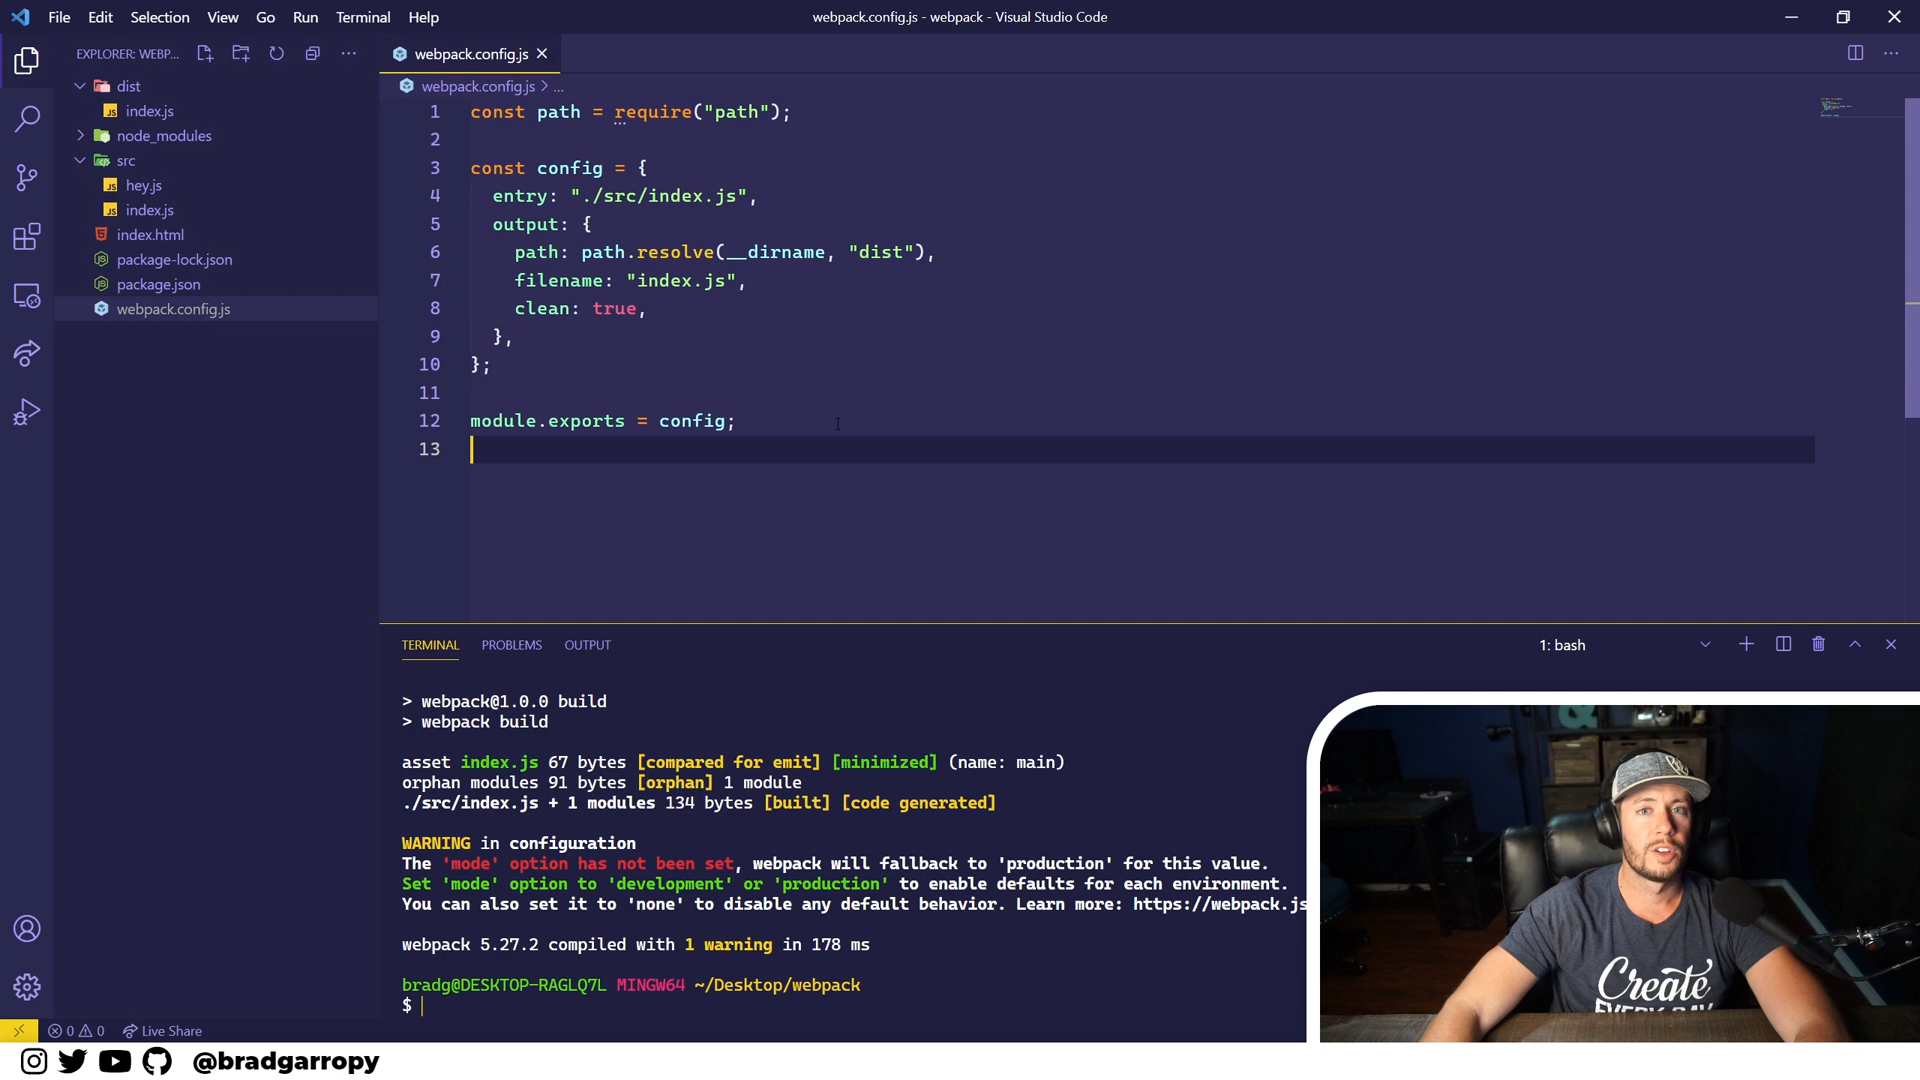 File Edit Selection View Go Run Terminal Help
webpack.config.js - webpack - Visual Studio Code
EXPLORER: WEBP...
dist
index.js
node_modules
src
hey.js
index.js
index.html
package-lock.json
package.json
webpack.config.js
webpack.config.js
webpack.config.js > ...
1 const path = require("path");
2
3 const config = {
4 entry: "./src/index.js",
5 output: {
6 path: path.resolve(__dirname, "dist"),
7 filename: "index.js",
8 clean: true,
9 },
10 };
11
12 module.exports = config;
13
TERMINAL PROBLEMS OUTPUT
1: bash
> webpack@1.0.0 build
> webpack build
asset index.js 67 bytes [compared for emit] [minimized] (name: main)
orphan modules 91 bytes [orphan] 1 module
./src/index.js + 1 modules 134 bytes [built] [code generated]
WARNING in configuration
The 'mode' option has not been set, webpack will fallback to 'production' for this value.
Set 'mode' option to 'development' or 'production' to enable defaults for each environment.
You can also set it to 'none' to disable any default behavior. Learn more: https://webpack.js
webpack 5.27.2 compiled with 1 warning in 178 ms
bradg@DESKTOP-RAGLQ7L MINGW64 ~/Desktop/webpack
$
Create
EVERY DAY
0 0 Live Share
@bradgarropy